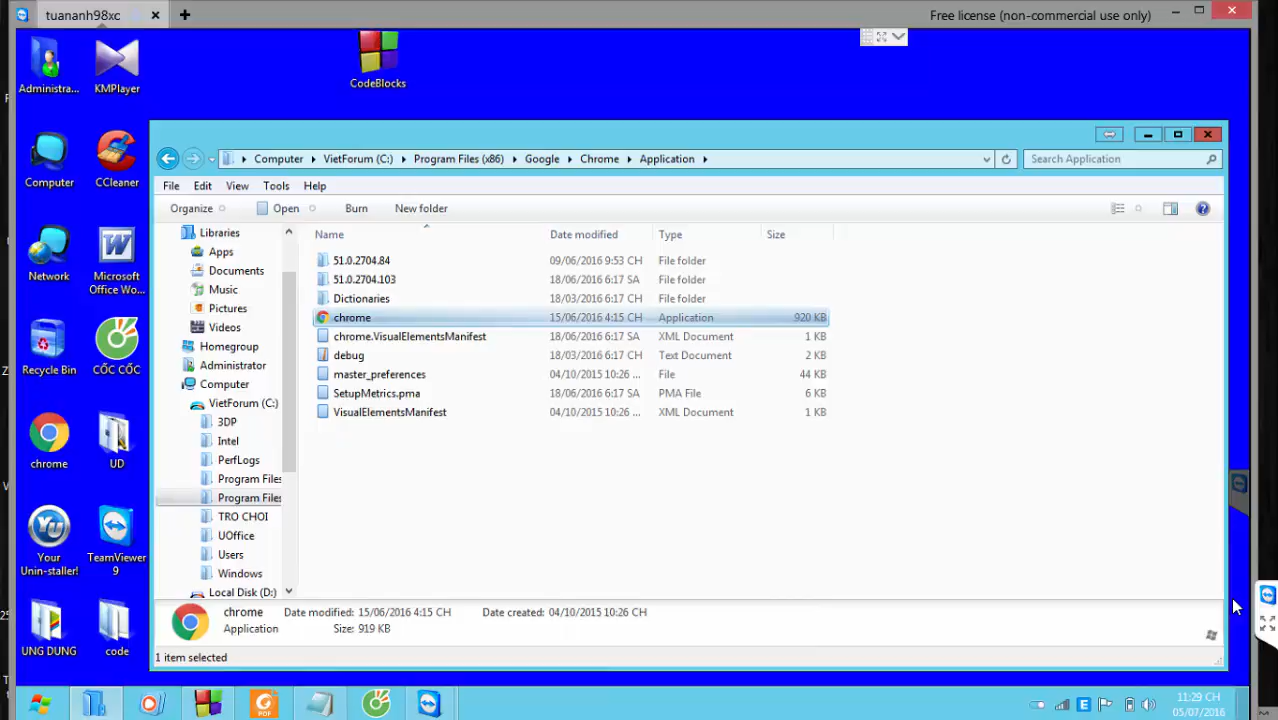 tuananh98xc
Free license (non-commercial use only)
Administra...
KMPlayer
CodeBlocks
Computer
CCleaner
Network
Microsoft
Office Wo...
Recycle Bin
CỐC CỐC
chrome
UD
Your
Unin-staller!
TeamViewer
9
UNG DUNG
code
Computer
VietForum (C:)
Program Files (x86)
Google
Chrome
Application
Search Application
File
Edit
View
Tools
Help
Organize
Open
Burn
New folder
Libraries
Apps
Documents
Music
Pictures
Videos
Homegroup
Administrator
Computer
VietForum (C:)
3DP
Intel
PerfLogs
Program Files
Program Files
TRO CHOI
UOffice
Users
Windows
Local Disk (D:)
Name Date modified Type Size
51.0.2704.84 09/06/2016 9:53 CH File folder
51.0.2704.103 18/06/2016 6:17 SA File folder
Dictionaries 18/03/2016 6:17 CH File folder
chrome 15/06/2016 4:15 CH Application 920 KB
chrome.VisualElementsManifest 18/06/2016 6:17 SA XML Document 1 KB
debug 18/03/2016 6:17 CH Text Document 2 KB
master_preferences 04/10/2015 10:26 ... File 44 KB
SetupMetrics.pma 18/06/2016 6:17 SA PMA File 6 KB
VisualElementsManifest 04/10/2015 10:26 ... XML Document 1 KB
chrome Date modified: 15/06/2016 4:15 CH Date created: 04/10/2015 10:26 CH
Application Size: 919 KB
1 item selected
PDF
11:29 CH
05/07/2016